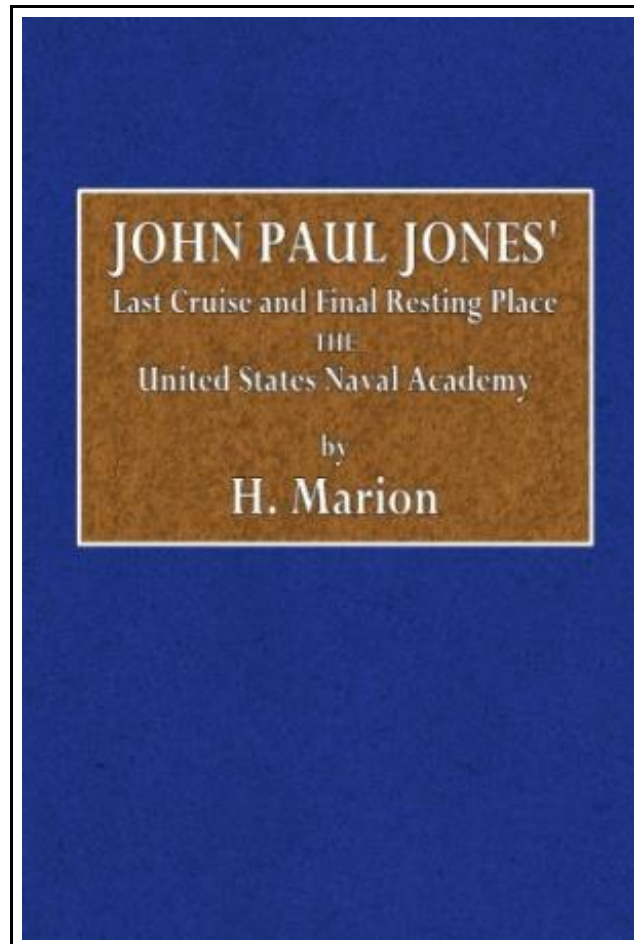 JOHN PAUL JONES'
Last Cruise and Final Resting Place
THE
United States Naval Academy
by
H. Marion